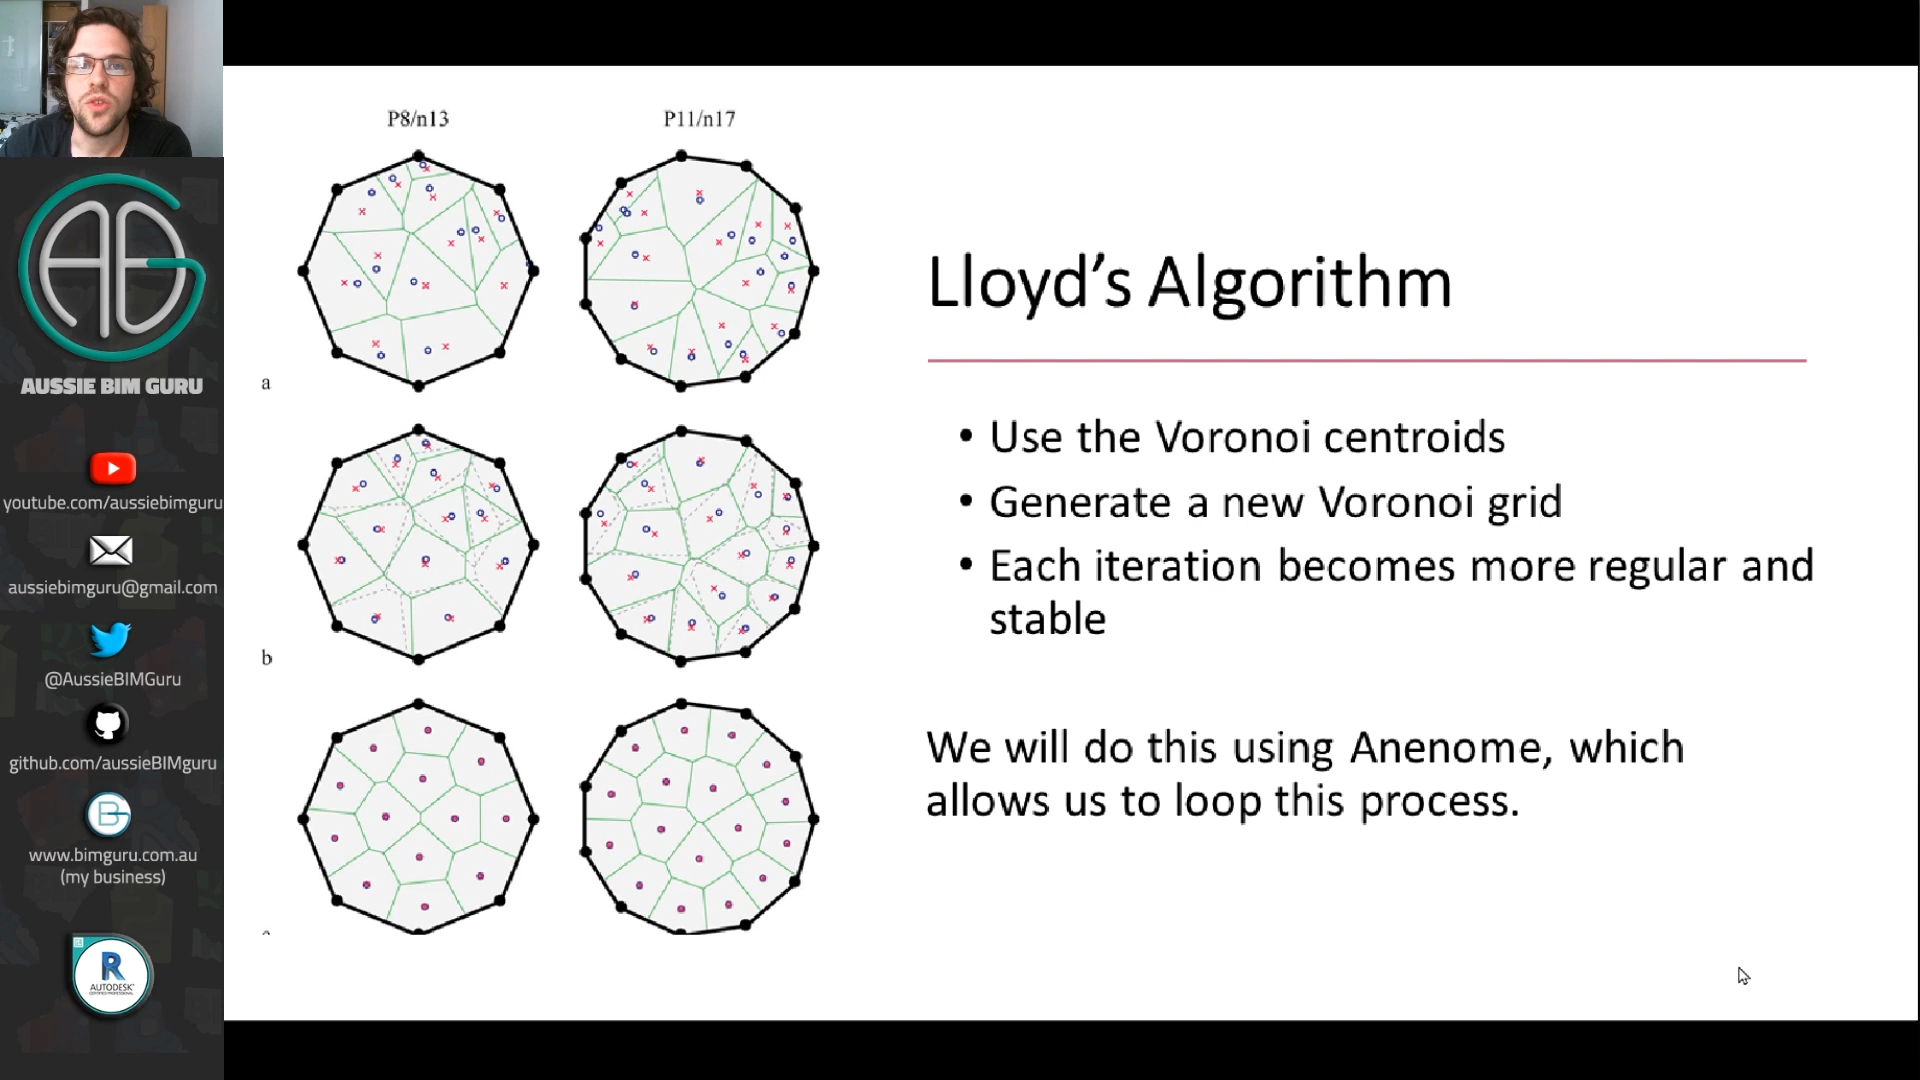 AUSSIE BIM GURU
youtube.com/aussiebimguru
aussiebimguru@gmail.com
@AussieBIMGuru
github.com/aussieBIMguru
www.bimguru.com.au
(my business)
R
AUTODESK
P8/n13
P11/n17
a
b
Lloyd's Algorithm
• Use the Voronoi centroids
• Generate a new Voronoi grid
• Each iteration becomes more regular and
stable
We will do this using Anenome, which
allows us to loop this process.